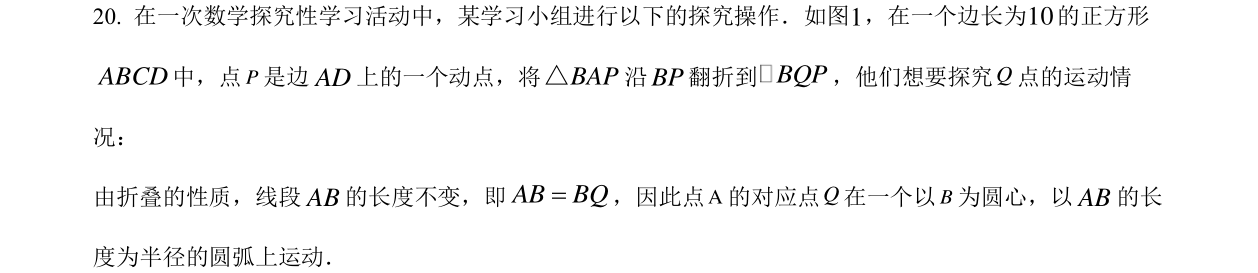 20. 在一次数学探究性学习活动中，某学习小组进行以下的探究操作．如图1，在一个边长为10的正方形
ABCD中，点P是边AD上的一个动点，将△BAP沿BP翻折到□BQP，他们想要探究Q点的运动情
况：
由折叠的性质，线段AB的长度不变，即AB=BQ，因此点A的对应点Q在一个以B为圆心，以AB的长
度为半径的圆弧上运动．